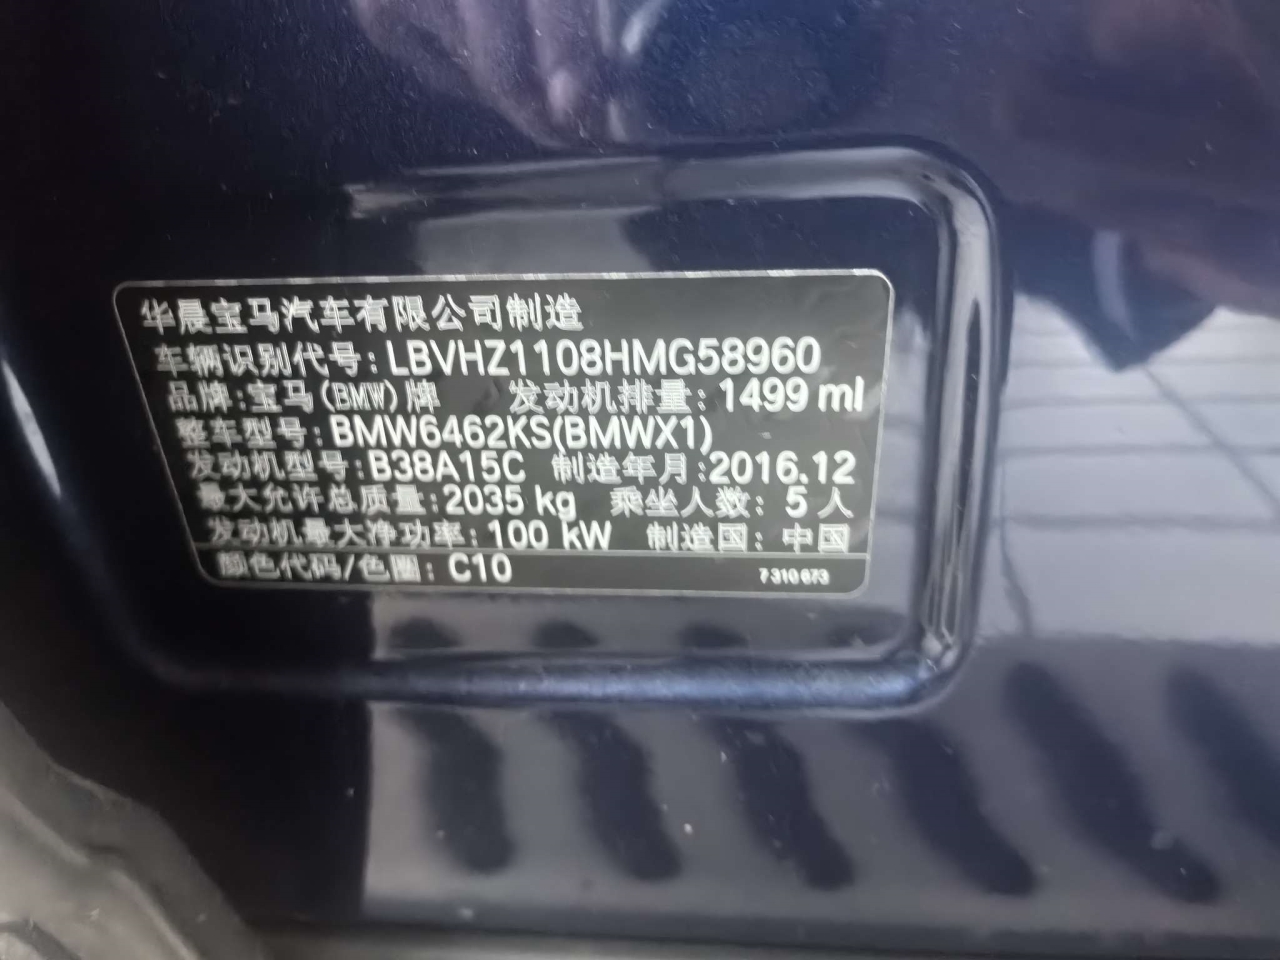 华晨宝马汽车有限公司制造
车辆识别代号:LBVHZ1108HMG58960
品牌:宝马(BMW)牌 发动机排量:1499 ml
整车型号:BMW6462KS(BMWX1)
发动机型号:B38A15C 制造年月:2016.12
最大允许总质量:2035 kg 乘坐人数:5 人
发动机最大净功率:100 kW 制造国:中国
颜色代码/色圈:C10 7 310 673